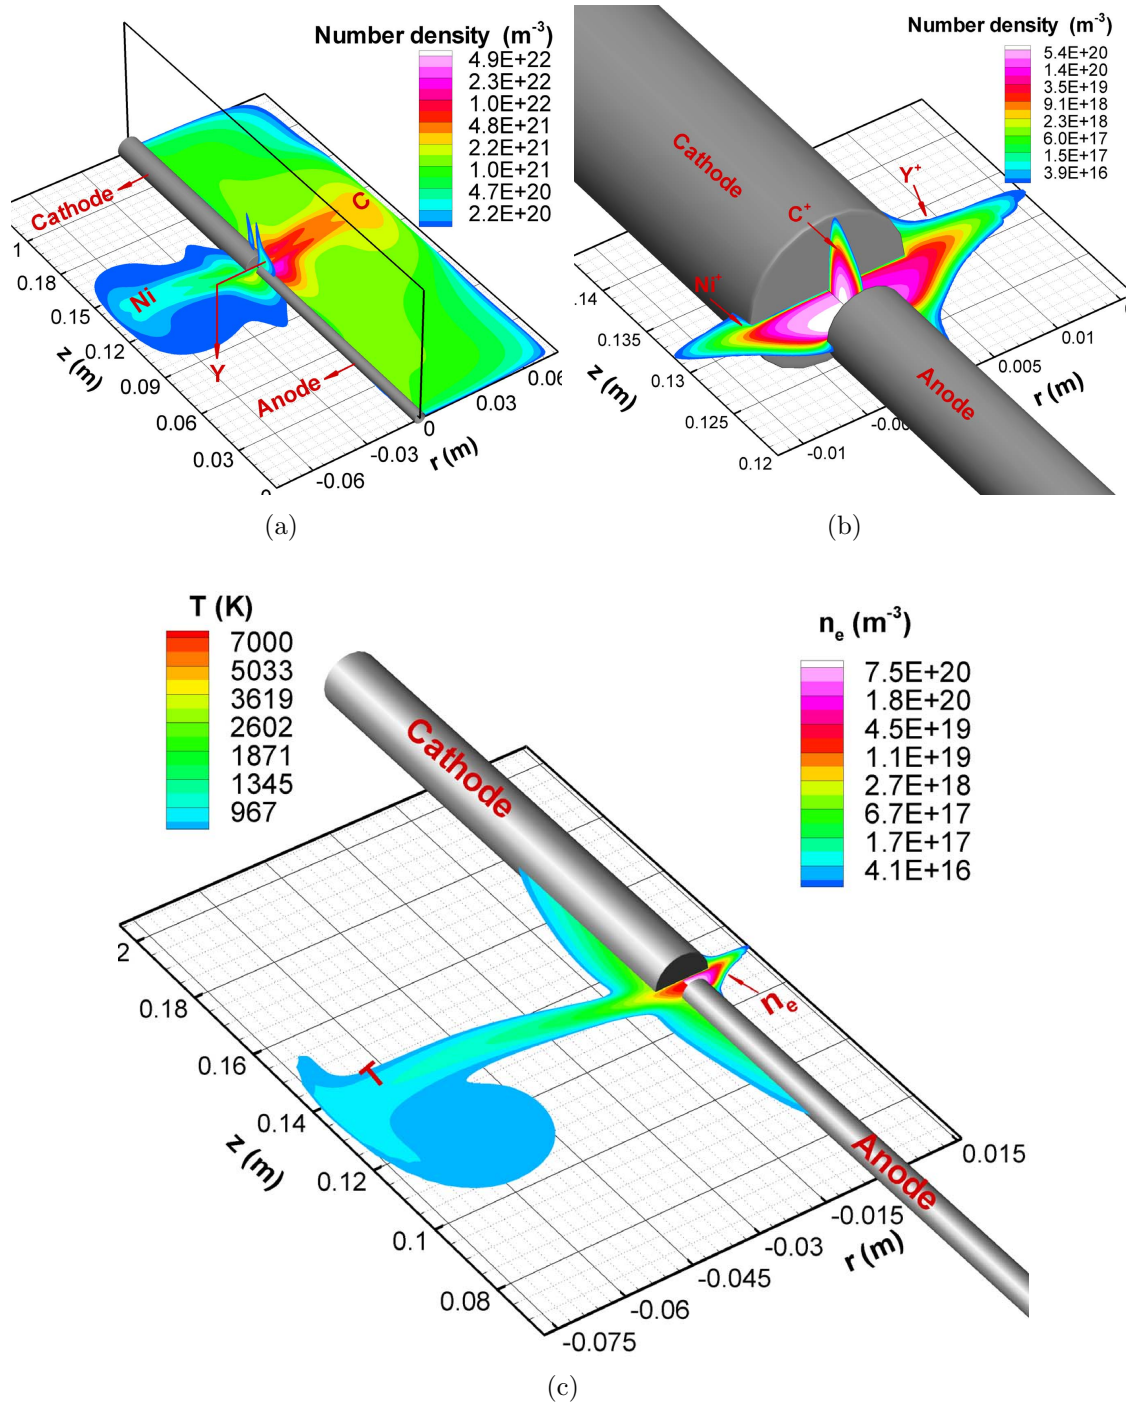 Number density (m-3)
4.9E+22
2.3E+22
1.0E+22
4.8E+21
2.2E+21
1.0E+21
4.7E+20
2.2E+20
Cathode
C
Ni
Y
Anode
1
0.18
0.15
0.12
0.09
0.06
0.03
0
z (m)
-0.06
-0.03
0
0.03
0.06
r (m)
(a)
Number density (m-3)
5.4E+20
1.4E+20
3.5E+19
9.1E+18
2.3E+18
6.0E+17
1.5E+17
3.9E+16
Cathode
Y+
C+
Ni+
Anode
.14
0.135
0.13
0.125
0.12
z (m)
-0.01
-0.00
0.005
0.01
r (m)
(b)
T (K)
7000
5033
3619
2602
1871
1345
967
ne (m-3)
7.5E+20
1.8E+20
4.5E+19
1.1E+19
2.7E+18
6.7E+17
1.7E+17
4.1E+16
Cathode
ne
T
Anode
2
0.18
0.16
0.14
0.12
0.1
0.08
z (m)
-0.075
-0.06
-0.045
-0.03
-0.015
0.015
r (m)
(c)